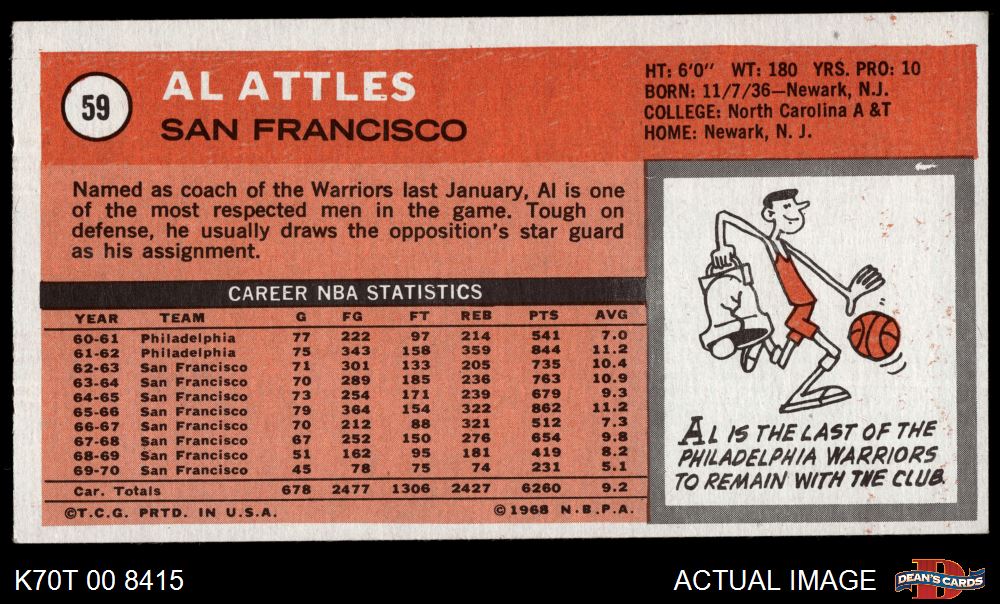 59
AL ATTLES
SAN FRANCISCO
HT: 6'0" WT: 180 YRS. PRO: 10
BORN: 11/7/36—Newark, N.J.
COLLEGE: North Carolina A &T
HOME: Newark, N. J.
Named as coach of the Warriors last January, Al is one
of the most respected men in the game. Tough on
defense, he usually draws the opposition's star guard
as his assignment.
CAREER NBA STATISTICS
YEAR TEAM G FG FT REB PTS AVG
60-61 Philadelphia 77 222 97 214 541 7.0
61-62 Philadelphia 75 343 158 359 844 11.2
62-63 San Francisco 71 301 133 205 735 10.4
63-64 San Francisco 70 289 185 236 763 10.9
64-65 San Francisco 73 254 171 239 679 9.3
65-66 San Francisco 79 364 154 322 862 11.2
66-67 San Francisco 70 212 88 321 512 7.3
67-68 San Francisco 67 252 150 276 654 9.8
68-69 San Francisco 51 162 95 181 419 8.2
69-70 San Francisco 45 78 75 74 231 5.1
Car. Totals 678 2477 1306 2427 6260 9.2
©T.C.G. PRTD. IN U.S.A. ©1968 N.B.P.A.
AL IS THE LAST OF THE
PHILADELPHIA WARRIORS
TO REMAIN WITH THE CLUB.
K70T 00 8415
ACTUAL IMAGE
D
DEAN'S CARDS